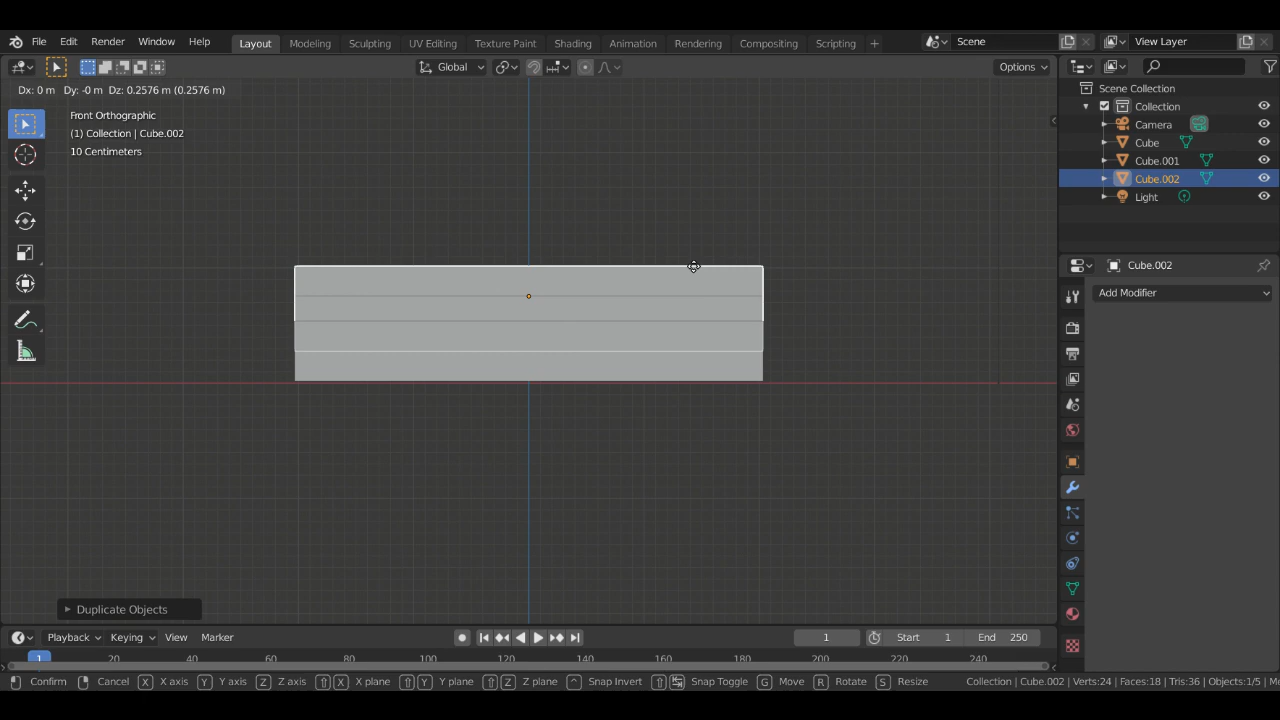 File Edit Render Window Help Layout Modeling Sculpting UV Editing Texture Paint Shading Animation Rendering Compositing Scripting + Scene View Layer
Global Options
Dx: 0 m Dy: -0 m Dz: 0.2576 m (0.2576 m)
Front Orthographic
(1) Collection | Cube.002
10 Centimeters
Scene Collection
Collection
Camera
Cube
Cube.001
Cube.002
Light
Cube.002
Add Modifier
Duplicate Objects
Playback Keying View Marker 1 Start 1 End 250
1 20 40 60 80 100 120 140 160 180 200 220 240
Confirm Cancel X X axis Y Y axis Z Z axis X X plane Y Y plane Z Z plane ^ Snap Invert Snap Toggle G Move R Rotate S Resize Collection | Cube.002 | Verts:24 | Faces:18 | Tris:36 | Objects:1/5 |